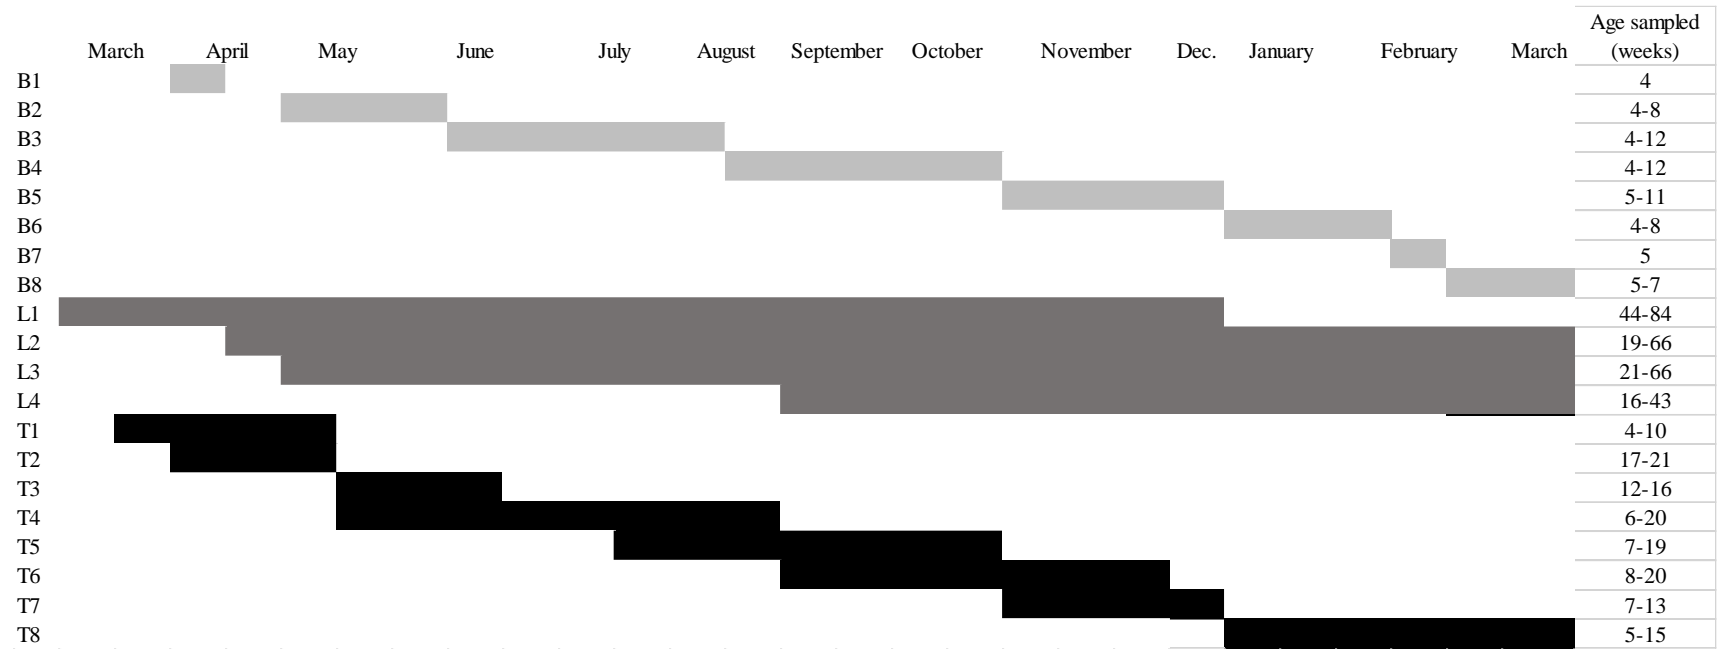 Age sampled
March April May June July August September October November Dec. January February March (weeks)
B1 4
B2 4-8
B3 4-12
B4 4-12
B5 5-11
B6 4-8
B7 5
B8 5-7
L1 44-84
L2 19-66
L3 21-66
L4 16-43
T1 4-10
T2 17-21
T3 12-16
T4 6-20
T5 7-19
T6 8-20
T7 7-13
T8 5-15